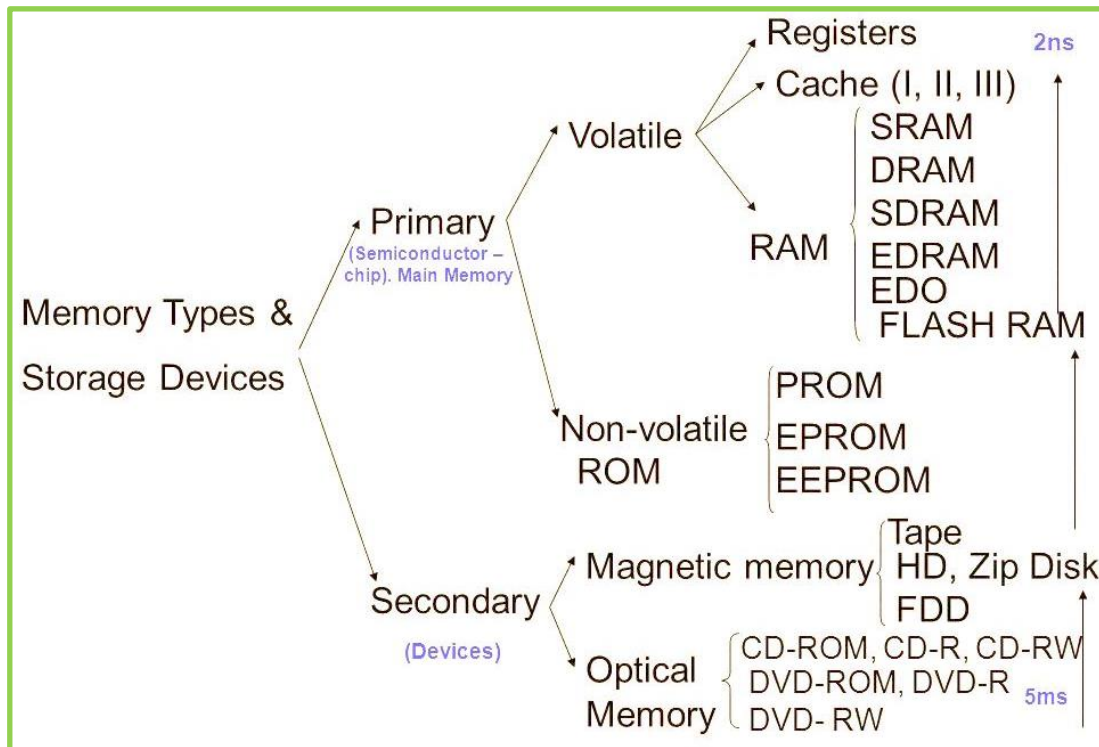 Registers
2ns
Cache (I, II, III)
Volatile
SRAM
DRAM
SDRAM
RAM
EDRAM
EDO
FLASH RAM
Primary
(Semiconductor –
chip). Main Memory
Memory Types &
Storage Devices
Non-volatile
ROM
PROM
EPROM
EEPROM
Secondary
(Devices)
Magnetic memory
Tape
HD, Zip Disk
FDD
Optical
Memory
CD-ROM, CD-R, CD-RW
DVD-ROM, DVD-R
DVD- RW
5ms